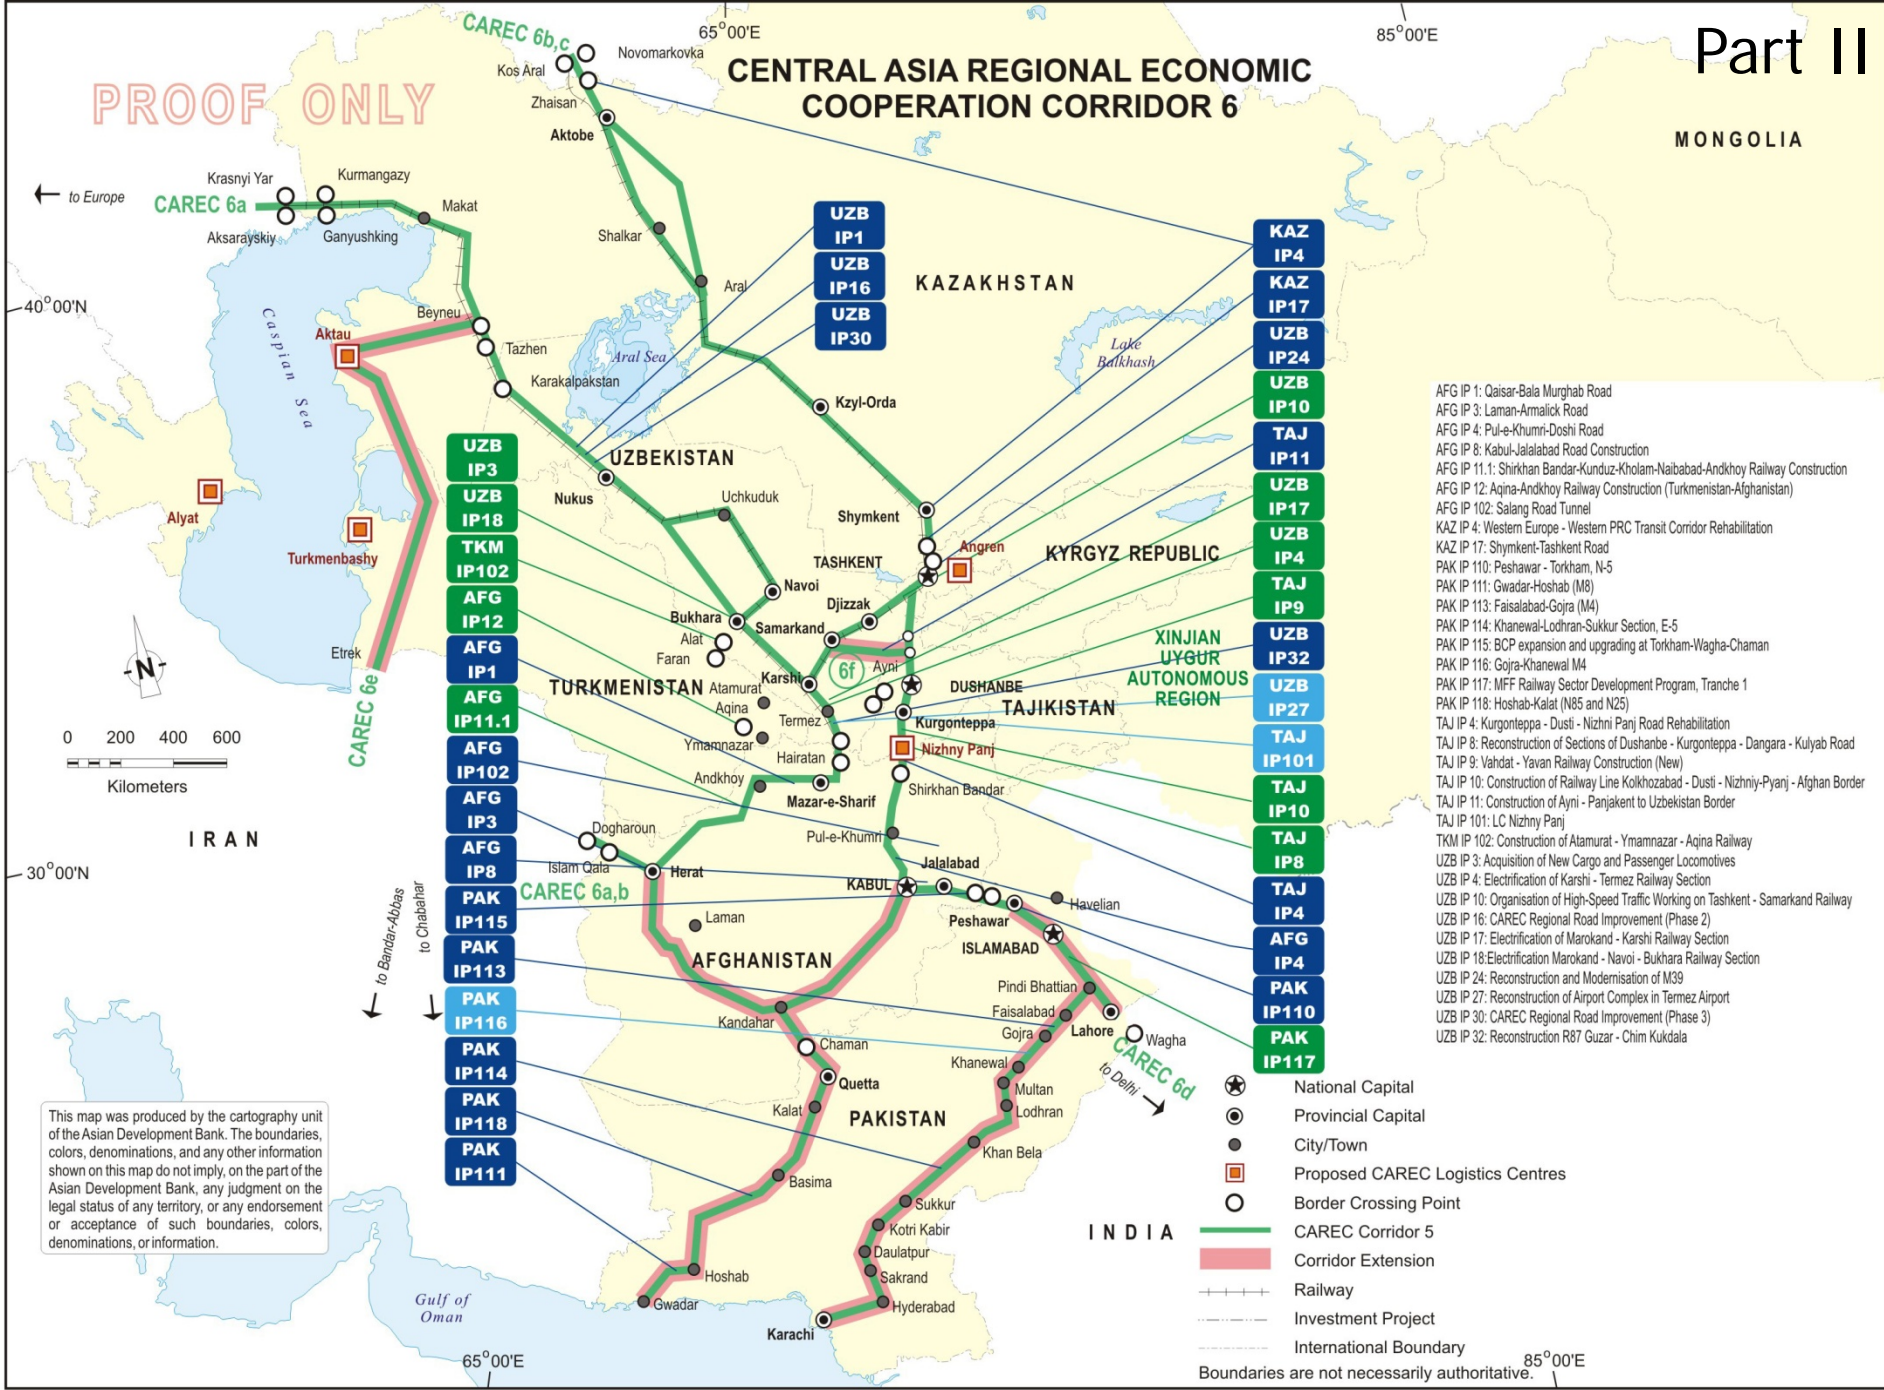 Part II
CENTRAL ASIA REGIONAL ECONOMIC
COOPERATION CORRIDOR 6
PROOF ONLY
65°00'E
85°00'E
MONGOLIA
CAREC 6b,c
Novomarkovka
Kos Aral
Zhaisan
Aktobe
to Europe
CAREC 6a
Krasnyi Yar
Kurmangazy
Makat
Aksarayskiy
Ganyushking
Shalkar
Aral
KAZAKHSTAN
40°00'N
Beyneu
Aktau
Tazhen
Karakalpakstan
Caspian Sea
Aral Sea
Lake
Balkhash
Kzyl-Orda
UZBEKISTAN
Nukus
Uchkuduk
Shymkent
Alyat
Turkmenbashy
TASHKENT
Angren
KYRGYZ REPUBLIC
Navoi
Djizzak
Bukhara
Samarkand
Alat
Faran
Etrek
CAREC 6e
N
Karshi
6f
Ayni
XINJIAN
UYGUR
AUTONOMOUS
REGION
TURKMENISTAN
Atamurat
Aqina
DUSHANBE
TAJIKISTAN
Termez
Kurgonteppa
Ymamnazar
Nizhny Panj
Hairatan
Andkhoy
Shirkhan Bandar
Mazar-e-Sharif
0 200 400 600
Kilometers
IRAN
Dogharoun
Pul-e-Khumri
Islam Qala
Herat
Jalalabad
KABUL
30°00'N
CAREC 6a,b
Laman
Havelian
Peshawar
ISLAMABAD
to Bandar-Abbas
to Chabahar
AFGHANISTAN
Pindi Bhattian
Kandahar
Faisalabad
Lahore
Gojra
Wagha
Chaman
Khanewal
CAREC 6d
to Delhi
Quetta
Multan
Kalat
Lodhran
PAKISTAN
Khan Bela
Basima
Sukkur
Kotri Kabir
INDIA
Daulatpur
Sakrand
Hoshab
Gwadar
Hyderabad
Karachi
Gulf of
Oman
65°00'E
85°00'E
UZB
IP1
UZB
IP16
UZB
IP30
UZB
IP3
UZB
IP18
TKM
IP102
AFG
IP12
AFG
IP1
AFG
IP11.1
AFG
IP102
AFG
IP3
AFG
IP8
PAK
IP115
PAK
IP113
PAK
IP116
PAK
IP114
PAK
IP118
PAK
IP111
KAZ
IP4
KAZ
IP17
UZB
IP24
UZB
IP10
TAJ
IP11
UZB
IP17
UZB
IP4
TAJ
IP9
UZB
IP32
UZB
IP27
TAJ
IP101
TAJ
IP10
TAJ
IP8
TAJ
IP4
AFG
IP4
PAK
IP110
PAK
IP117
AFG IP 1: Qaisar-Bala Murghab Road
AFG IP 3: Laman-Armalick Road
AFG IP 4: Pul-e-Khumri-Doshi Road
AFG IP 8: Kabul-Jalalabad Road Construction
AFG IP 11.1: Shirkhan Bandar-Kunduz-Kholam-Naibabad-Andkhoy Railway Construction
AFG IP 12: Aqina-Andkhoy Railway Construction (Turkmenistan-Afghanistan)
AFG IP 102: Salang Road Tunnel
KAZ IP 4: Western Europe - Western PRC Transit Corridor Rehabilitation
KAZ IP 17: Shymkent-Tashkent Road
PAK IP 110: Peshawar - Torkham, N-5
PAK IP 111: Gwadar-Hoshab (M8)
PAK IP 113: Faisalabad-Gojra (M4)
PAK IP 114: Khanewal-Lodhran-Sukkur Section, E-5
PAK IP 115: BCP expansion and upgrading at Torkham-Wagha-Chaman
PAK IP 116: Gojra-Khanewal M4
PAK IP 117: MFF Railway Sector Development Program, Tranche 1
PAK IP 118: Hoshab-Kalat (N85 and N25)
TAJ IP 4: Kurgonteppa - Dusti - Nizhni Panj Road Rehabilitation
TAJ IP 8: Reconstruction of Sections of Dushanbe - Kurgonteppa - Dangara - Kulyab Road
TAJ IP 9: Vahdat - Yavan Railway Construction (New)
TAJ IP 10: Construction of Railway Line Kolkhozabad - Dusti - Nizhniy-Pyanj - Afghan Border
TAJ IP 11: Construction of Ayni - Panjakent to Uzbekistan Border
TAJ IP 101: LC Nizhny Panj
TKM IP 102: Construction of Atamurat - Ymamnazar - Aqina Railway
UZB IP 3: Acquisition of New Cargo and Passenger Locomotives
UZB IP 4: Electrification of Karshi - Termez Railway Section
UZB IP 10: Organisation of High-Speed Traffic Working on Tashkent - Samarkand Railway
UZB IP 16: CAREC Regional Road Improvement (Phase 2)
UZB IP 17: Electrification of Marokand - Karshi Railway Section
UZB IP 18:Electrification Marokand - Navoi - Bukhara Railway Section
UZB IP 24: Reconstruction and Modernisation of M39
UZB IP 27: Reconstruction of Airport Complex in Termez Airport
UZB IP 30: CAREC Regional Road Improvement (Phase 3)
UZB IP 32: Reconstruction R87 Guzar - Chim Kukdala
National Capital
Provincial Capital
City/Town
Proposed CAREC Logistics Centres
Border Crossing Point
CAREC Corridor 5
Corridor Extension
Railway
Investment Project
International Boundary
Boundaries are not necessarily authoritative.
This map was produced by the cartography unit
of the Asian Development Bank. The boundaries,
colors, denominations, and any other information
shown on this map do not imply, on the part of the
Asian Development Bank, any judgment on the
legal status of any territory, or any endorsement
or acceptance of such boundaries, colors,
denominations, or information.